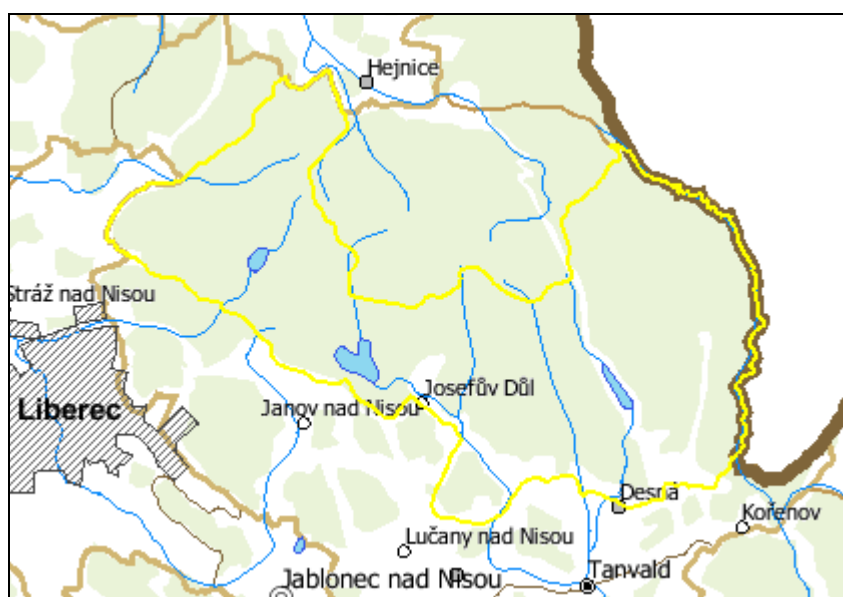 Hejnice
Stráž nad Nisou
Josefův Důl
Liberec
Janov nad Nisou
Desná
Kořenov
Lučany nad Nisou
Tanvald
Jablonec nad Nisou